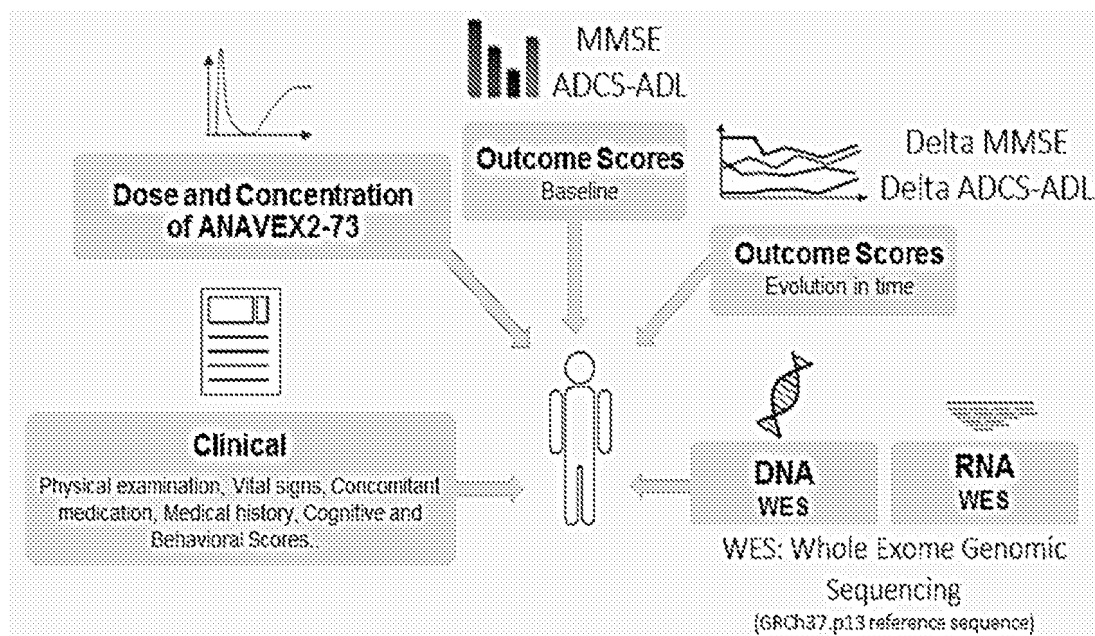 MMSE
ADCS-ADL
Outcome Scores
Baseline
Dose and Concentration
of ANAVEX2-73
Delta MMSE
Delta ADCS-ADL
Outcome Scores
Evolution in time
Clinical
Physical examination, Vital signs, Concomitant
medication, Medical history, Cognitive and
Behavioral Scores..
DNA
WES
RNA
WES
WES: Whole Exome Genomic
Sequencing
(GRCh37.p13 reference sequence)